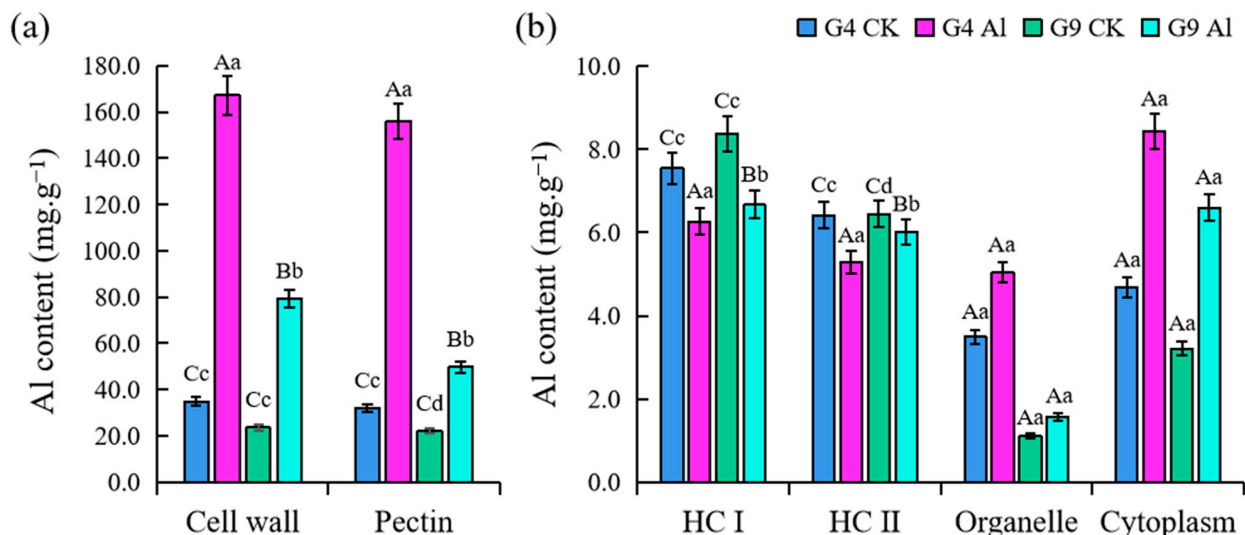 (a)
(b)
G4 CK G4 Al G9 CK G9 Al
Al content (mg.g⁻¹)
180.0
160.0
140.0
120.0
100.0
80.0
60.0
40.0
20.0
0.0
Cc Aa Cc Bb
Cc Aa Cd Bb
Cell wall Pectin
Al content (mg.g⁻¹)
10.0
8.0
6.0
4.0
2.0
0.0
Cc Aa Cc Bb
Cc Aa Cd Bb
Aa Aa Aa Aa
Aa Aa Aa Aa
HC I HC II Organelle Cytoplasm